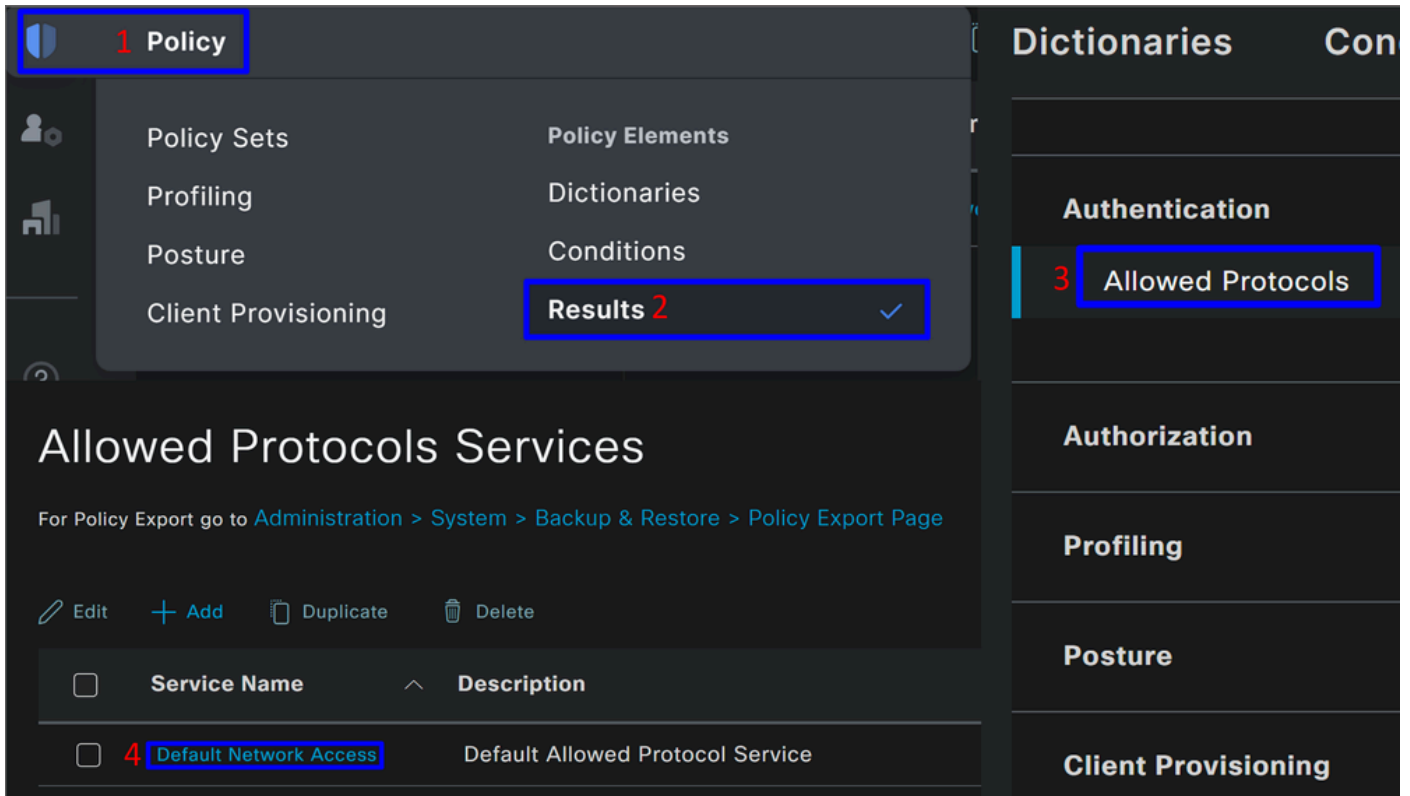 1 Policy
Policy Sets
Profiling
Posture
Client Provisioning
Policy Elements
Dictionaries
Conditions
Results 2
Dictionaries
Authentication
3 Allowed Protocols
Authorization
Profiling
Posture
Client Provisioning
Allowed Protocols Services
For Policy Export go to Administration > System > Backup & Restore > Policy Export Page
Edit Add Duplicate Delete
Service Name Description
4 Default Network Access Default Allowed Protocol Service